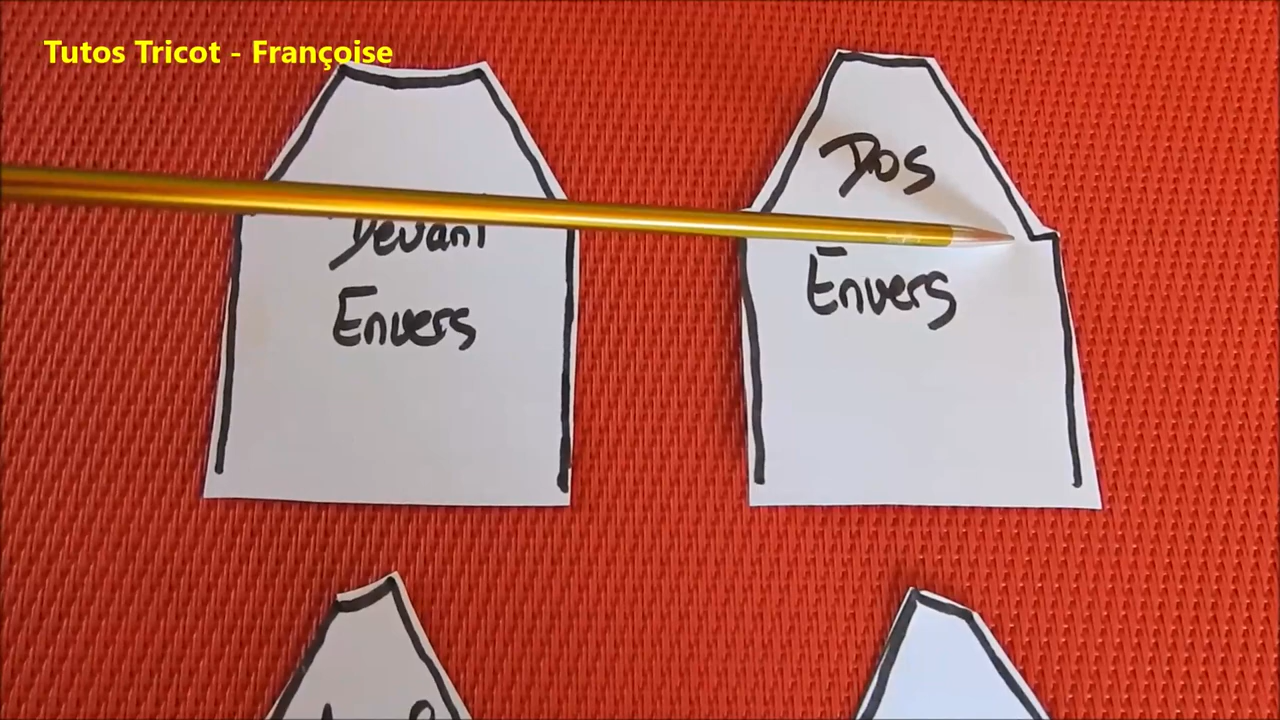 Tutos Tricot - Françoise
Devant
Envers
Dos
Envers